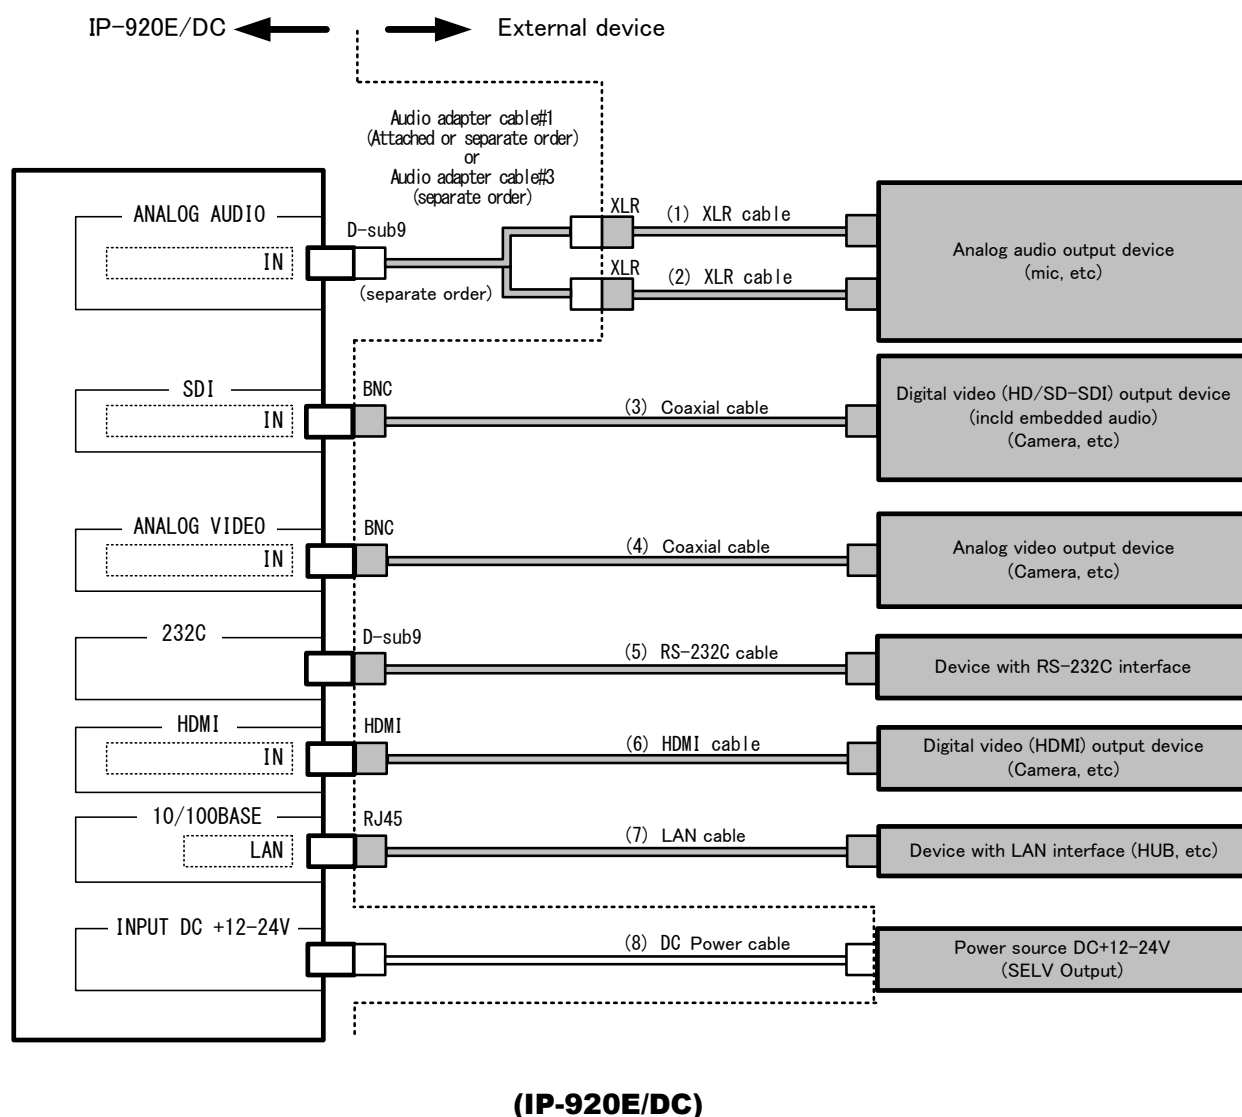 IP-920E/DC
External device
Audio adapter cable#1
(Attached or separate order)
or
Audio adapter cable#3
(separate order)
ANALOG AUDIO
IN
D-sub9
(separate order)
XLR
(1) XLR cable
XLR
(2) XLR cable
Analog audio output device
(mic, etc)
SDI
IN
BNC
(3) Coaxial cable
Digital video (HD/SD-SDI) output device
(incld embedded audio)
(Camera, etc)
ANALOG VIDEO
IN
BNC
(4) Coaxial cable
Analog video output device
(Camera, etc)
232C
D-sub9
(5) RS-232C cable
Device with RS-232C interface
HDMI
IN
HDMI
(6) HDMI cable
Digital video (HDMI) output device
(Camera, etc)
10/100BASE
LAN
RJ45
(7) LAN cable
Device with LAN interface (HUB, etc)
INPUT DC +12-24V
(8) DC Power cable
Power source DC+12-24V
(SELV Output)
(IP-920E/DC)